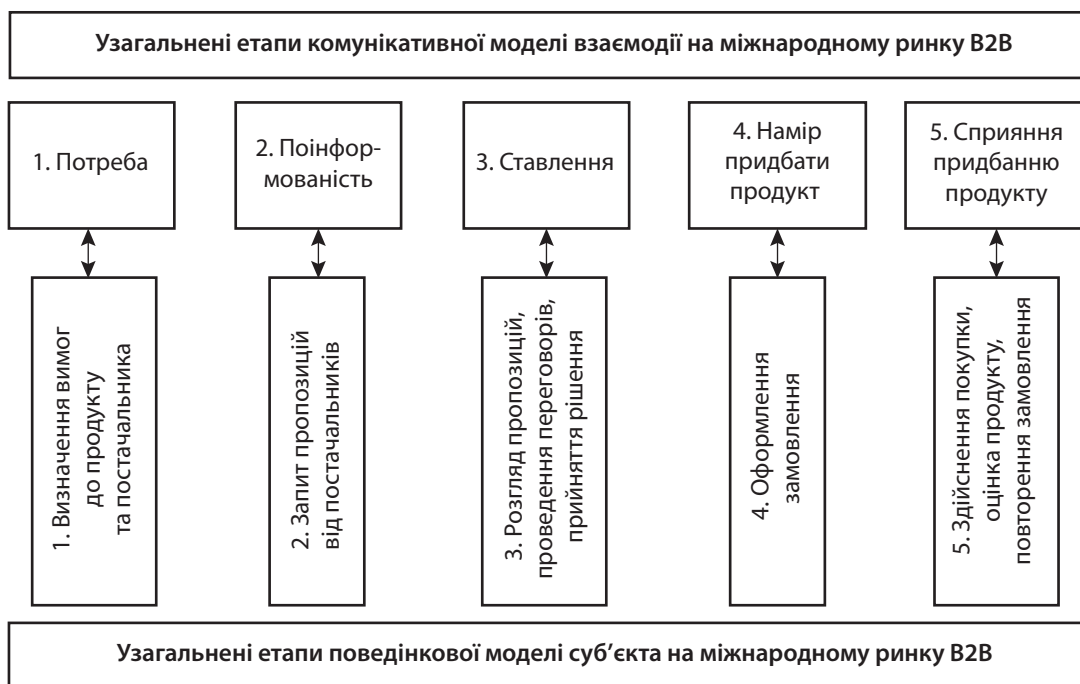 Узагальнені етапи комунікативної моделі взаємодії на міжнародному ринку В2В
1. Потреба
2. Поінфор-
мованість
3. Ставлення
4. Намір
придбати
продукт
5. Сприяння
придбанню
продукту
1. Визначення вимог
до продукту
та постачальника
2. Запит пропозицій
від постачальників
3. Розгляд пропозицій,
проведення переговорів,
прийняття рішення
4. Оформлення
замовлення
5. Здійснення покупки,
оцінка продукту,
повторення замовлення
Узагальнені етапи поведінкової моделі суб’єкта на міжнародному ринку В2В